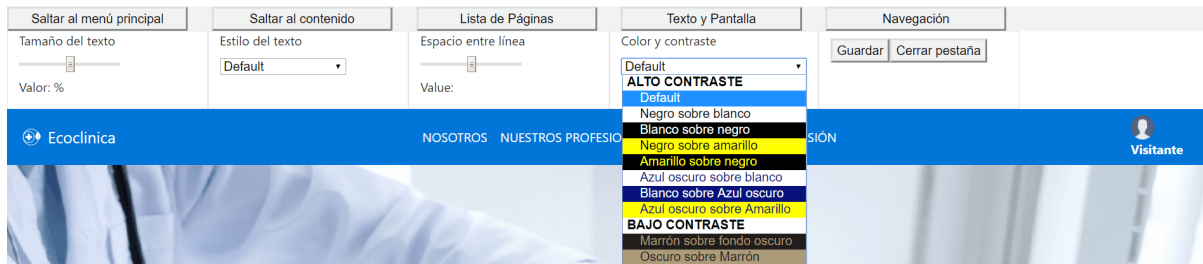 Saltar al menú principal
Saltar al contenido
Lista de Páginas
Texto y Pantalla
Navegación
Tamaño del texto
Valor: %
Estilo del texto
Default
Espacio entre línea
Value:
Color y contraste
Default
ALTO CONTRASTE
Default
Negro sobre blanco
Blanco sobre negro
Negro sobre amarillo
Amarillo sobre negro
Azul oscuro sobre blanco
Blanco sobre Azul oscuro
Azul oscuro sobre Amarillo
BAJO CONTRASTE
Marrón sobre fondo oscuro
Oscuro sobre Marrón
Guardar
Cerrar pestaña
Ecoclinica
NOSOTROS
NUESTROS
Visitante